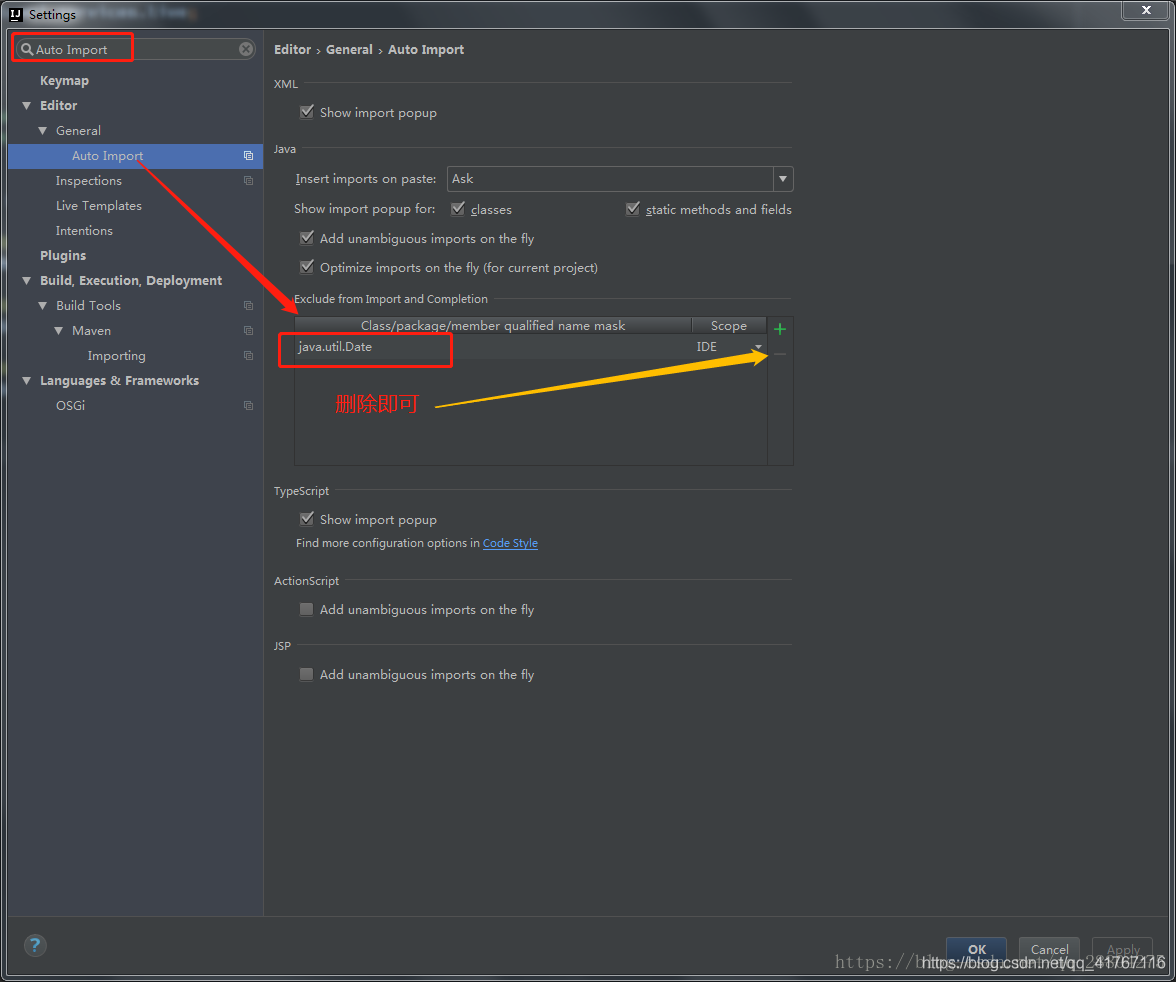 Settings
Auto Import
Editor › General › Auto Import
Keymap
Editor
General
Auto Import
Inspections
Live Templates
Intentions
Plugins
Build, Execution, Deployment
Build Tools
Maven
Importing
Languages & Frameworks
OSGi
XML
Show import popup
Java
Insert imports on paste: Ask
Show import popup for: classes static methods and fields
Add unambiguous imports on the fly
Optimize imports on the fly (for current project)
Exclude from Import and Completion
Class/package/member qualified name mask Scope
java.util.Date IDE
删除即可
TypeScript
Show import popup
Find more configuration options in Code Style
ActionScript
Add unambiguous imports on the fly
JSP
Add unambiguous imports on the fly
?
OK Cancel Apply
https://blog.csdn.net/qq_41767116